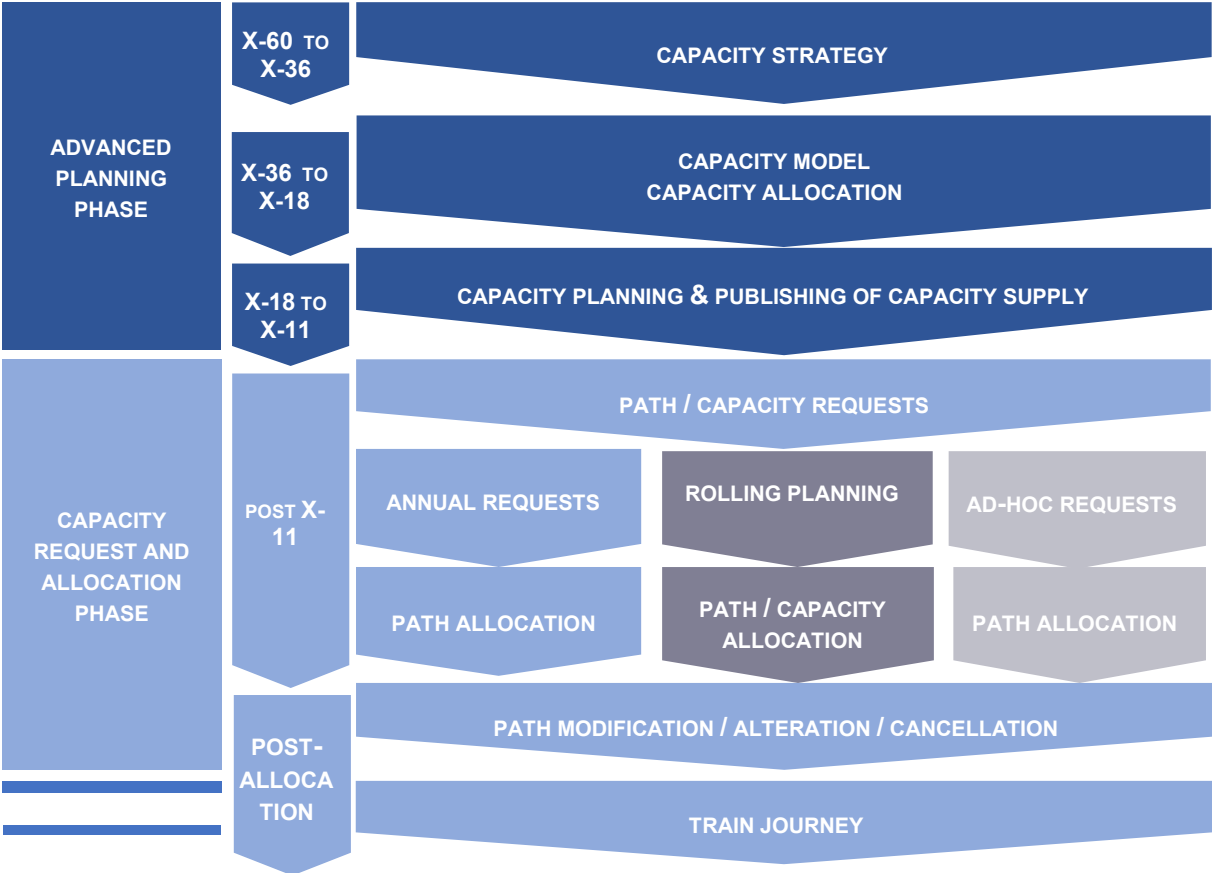 X-60 TO
X-36
CAPACITY STRATEGY
ADVANCED
PLANNING
PHASE
X-36 TO
X-18
CAPACITY MODEL
CAPACITY ALLOCATION
X-18 TO
X-11
CAPACITY PLANNING & PUBLISHING OF CAPACITY SUPPLY
CAPACITY
REQUEST AND
ALLOCATION
PHASE
POST X-
11
PATH / CAPACITY REQUESTS
ANNUAL REQUESTS
ROLLING PLANNING
AD-HOC REQUESTS
PATH ALLOCATION
PATH / CAPACITY
ALLOCATION
PATH ALLOCATION
POST-
ALLOCA
TION
PATH MODIFICATION / ALTERATION / CANCELLATION
TRAIN JOURNEY